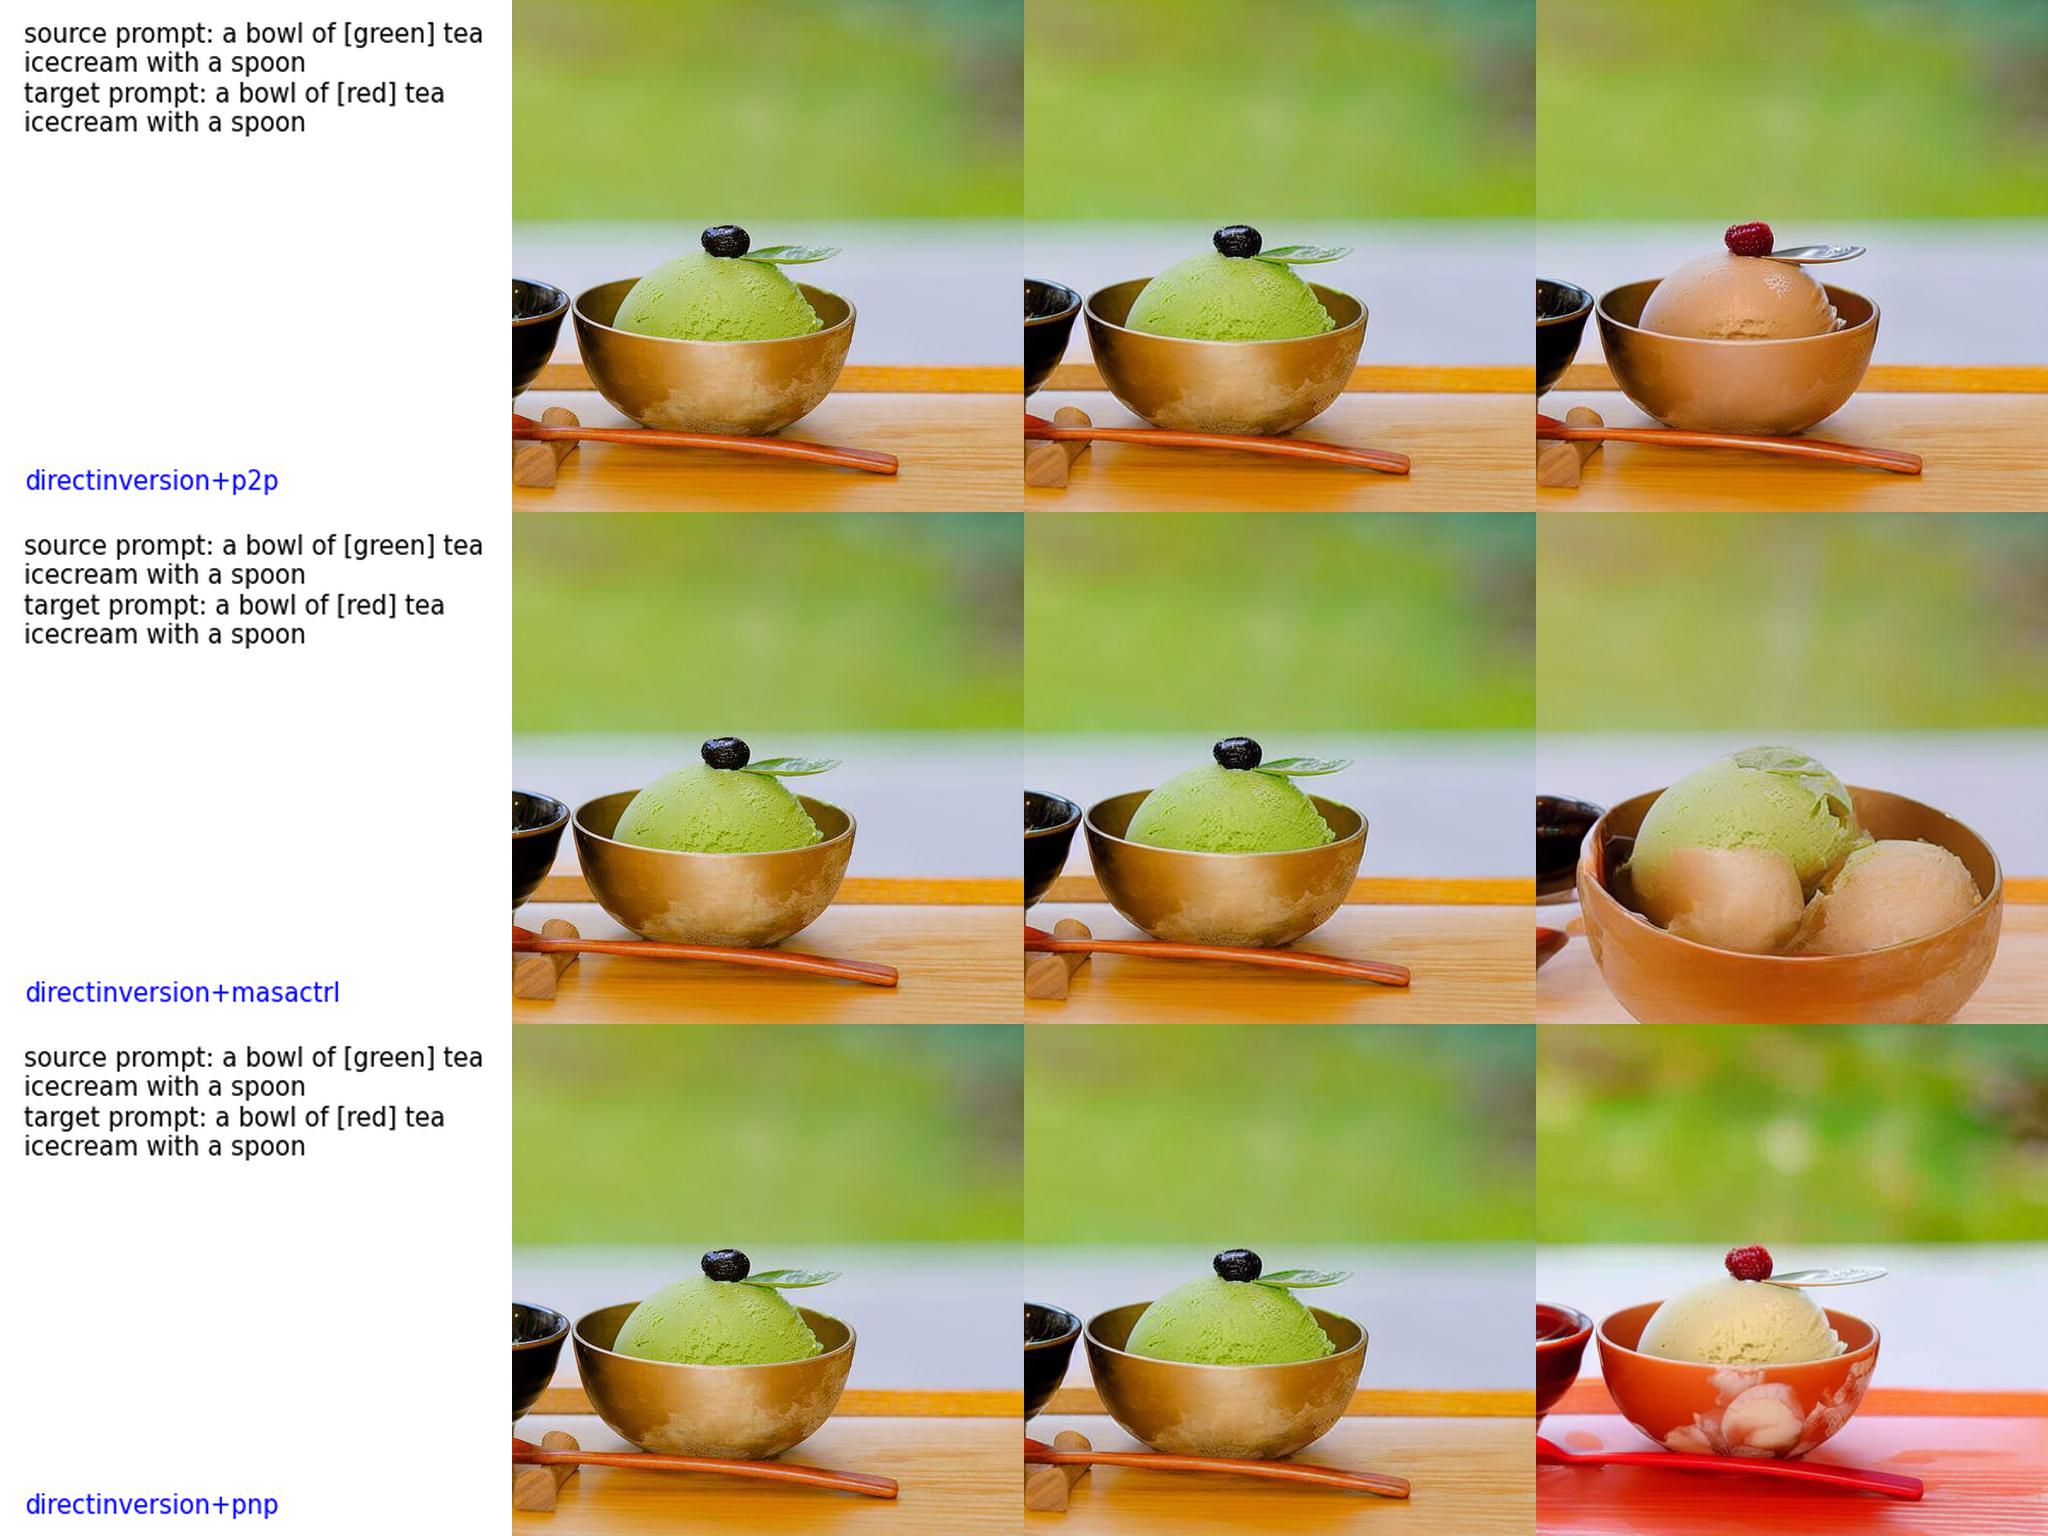 source prompt: a bowl of [green] tea
icecream with a spoon
target prompt: a bowl of [red] tea
icecream with a spoon
directinversion+p2p
source prompt: a bowl of [green] tea
icecream with a spoon
target prompt: a bowl of [red] tea
icecream with a spoon
directinversion+masactrl
source prompt: a bowl of [green] tea
icecream with a spoon
target prompt: a bowl of [red] tea
icecream with a spoon
directinversion+pnp